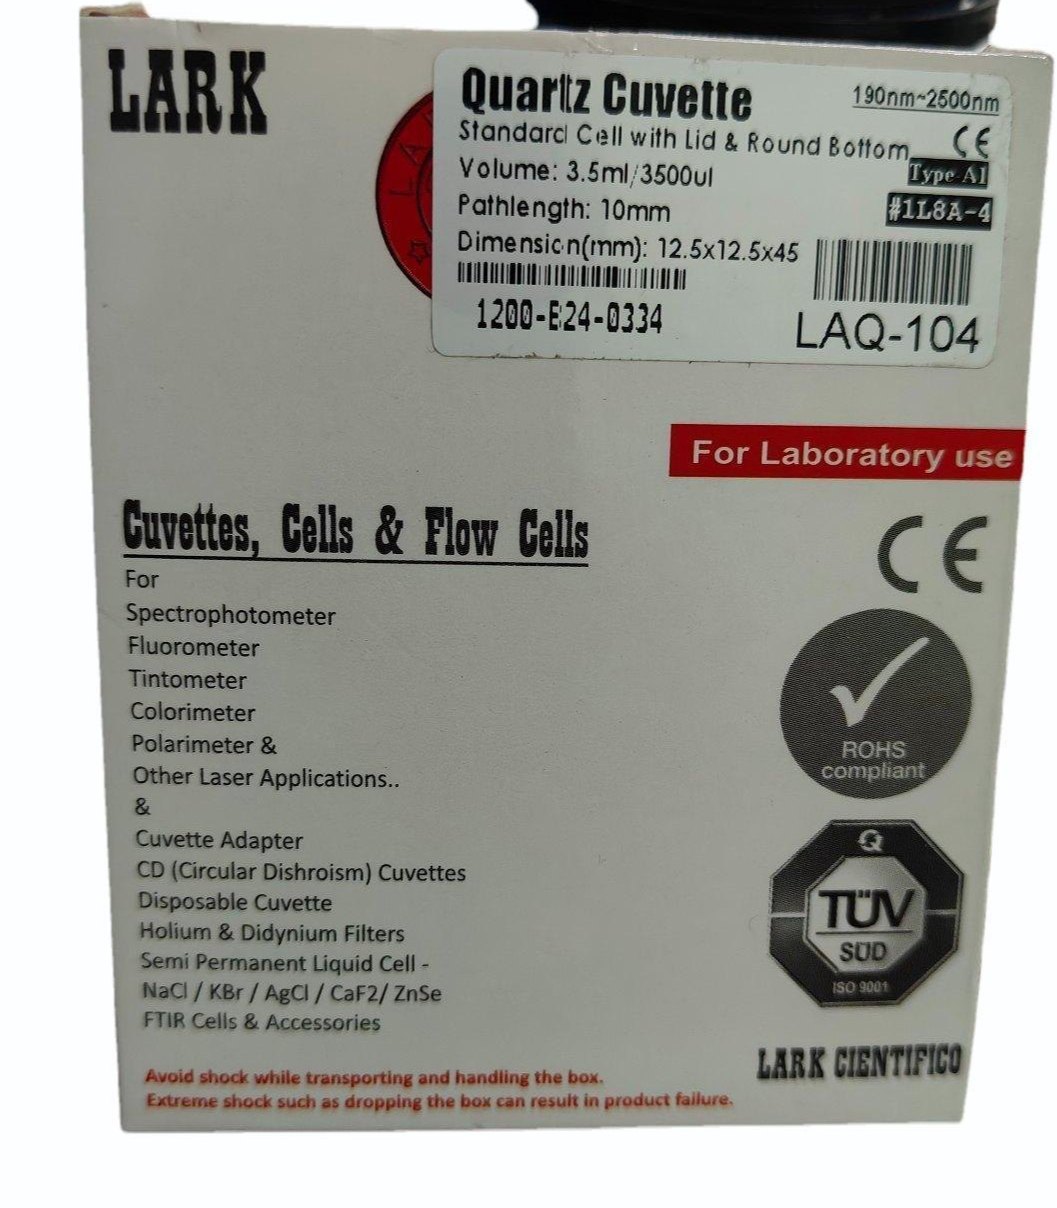 LARK
Quartz Cuvette
190nm~2500nm
Standard Cell with Lid & Round Bottom
CE
Volume: 3.5ml/3500ul
Type A1
Pathlength: 10mm
#1L8A-4
Dimension(mm): 12.5x12.5x45
1200-E24-0334
LAQ-104
For Laboratory use
Cuvettes, Cells & Flow Cells
CE
For
Spectrophotometer
Fluorometer
Tintometer
Colorimeter
Polarimeter &
Other Laser Applications..
&
Cuvette Adapter
CD (Circular Dishroism) Cuvettes
Disposable Cuvette
Holium & Didynium Filters
Semi Permanent Liquid Cell -
NaCl / KBr / AgCl / CaF2/ ZnSe
FTIR Cells & Accessories
ROHS
compliant
Q
TÜV
SÜD
ISO 9001
LARK CIENTIFICO
Avoid shock while transporting and handling the box.
Extreme shock such as dropping the box can result in product failure.